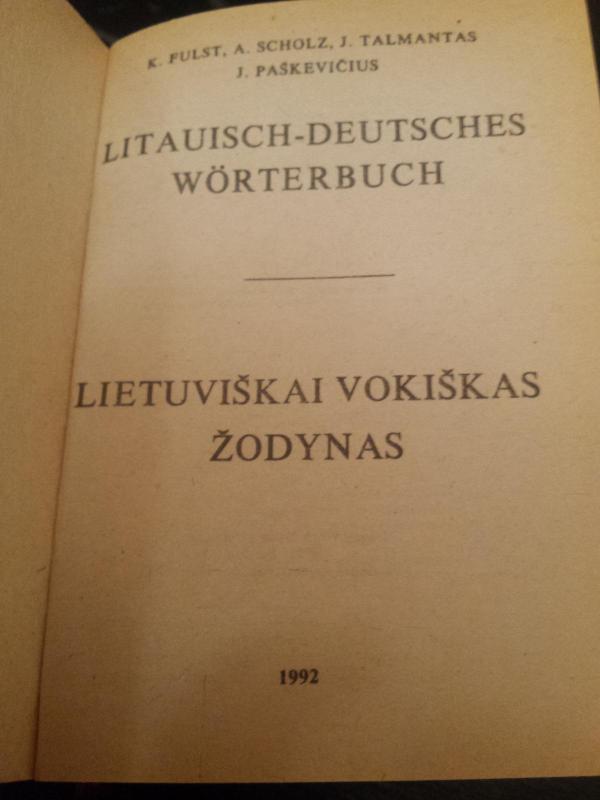 K. FULST, A. SCHOLZ, J. TALMANTAS
J. PAŠKEVIČIUS
LITAUISCH-DEUTSCHES
WÖRTERBUCH
LIETUVIŠKAI VOKIŠKAS
ŽODYNAS
1992